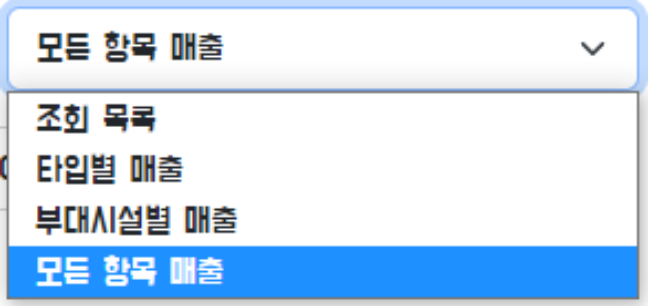 모든 항목 매출
조회 목록
타입별 매출
부대시설별 매출
모든 항목 매출